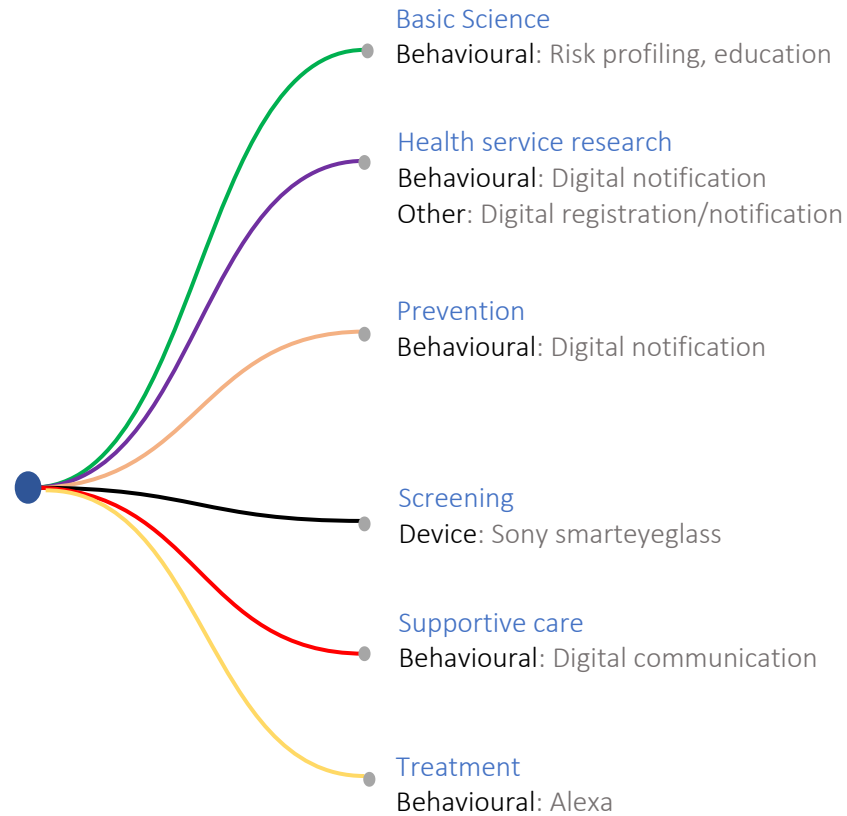 Basic Science
Behavioural: Risk profiling, education
Health service research
Behavioural: Digital notification
Other: Digital registration/notification
Prevention
Behavioural: Digital notification
Screening
Device: Sony smarteyeglass
Supportive care
Behavioural: Digital communication
Treatment
Behavioural: Alexa